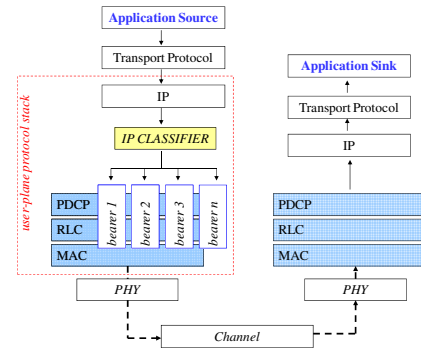 Application Source
Transport Protocol
IP
IP CLASSIFIER
user-plane protocol stack
PDCP
RLC
MAC
bearer 1
bearer 2
bearer 3
bearer n
PHY
Channel
Application Sink
Transport Protocol
IP
PDCP
RLC
MAC
PHY